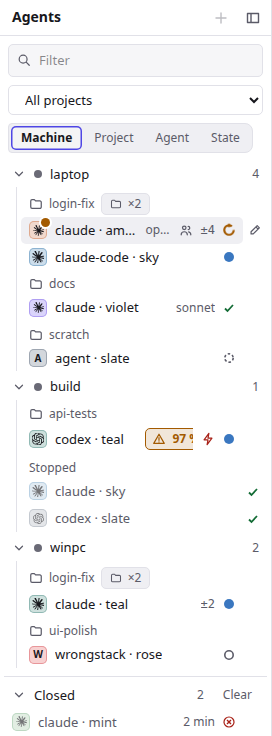 Agents
Filter
All projects
Machine Project Agent State
laptop 4
login-fix ×2
claude · am... op... ±4
claude-code · sky
docs
claude · violet sonnet
scratch
A agent · slate
build 1
api-tests
codex · teal 97 %
Stopped
claude · sky
codex · slate
winpc 2
login-fix ×2
claude · teal ±2
ui-polish
W wrongstack · rose
Closed 2 Clear
claude · mint 2 min